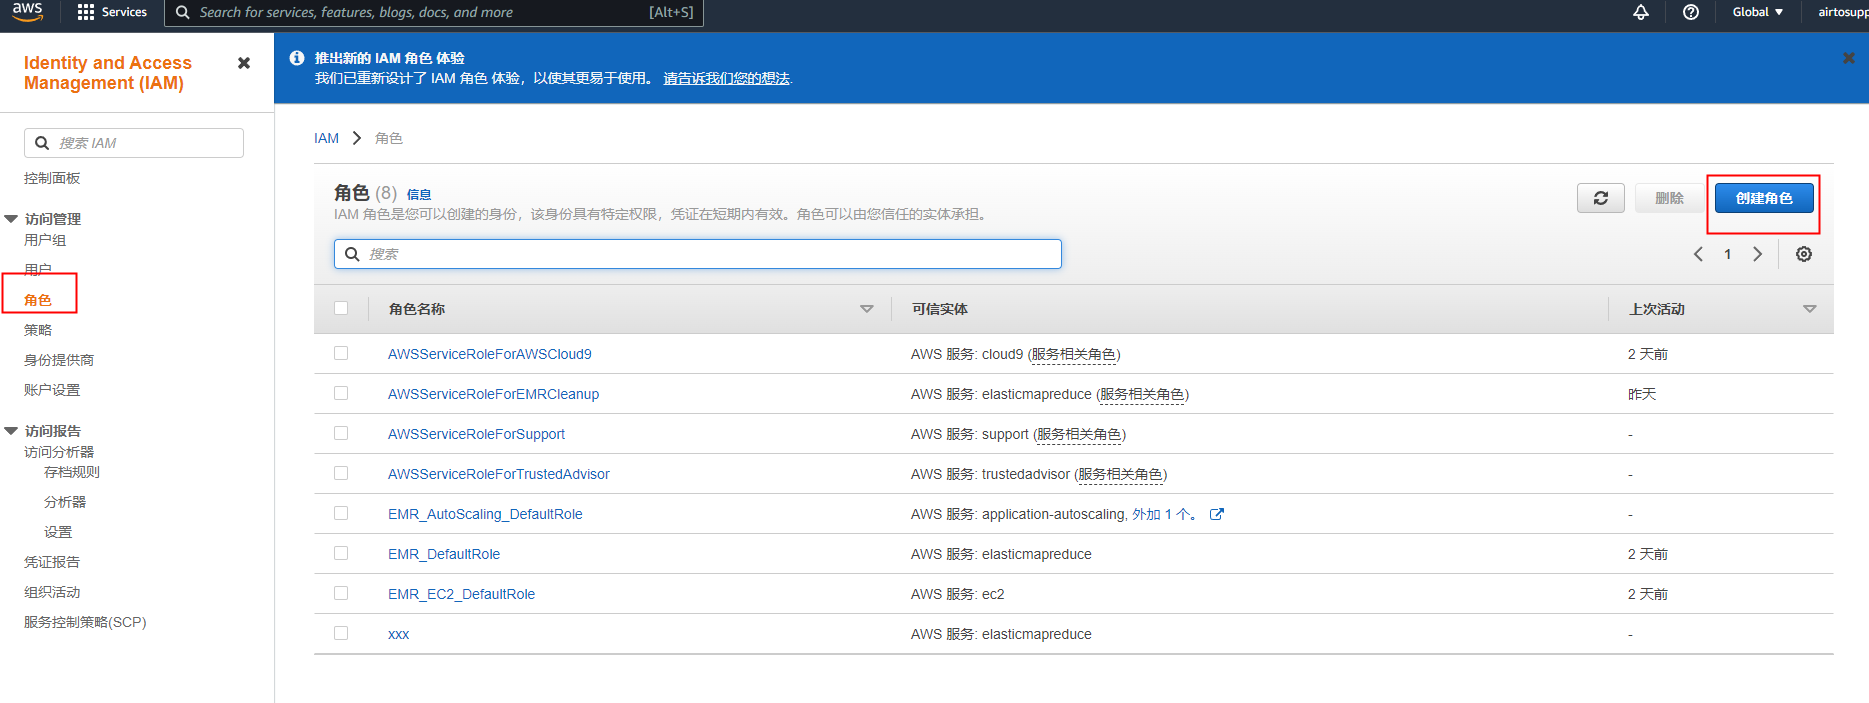 aws
Services
Search for services, features, blogs, docs, and more
[Alt+S]
Global
airtosupp
Identity and Access
Management (IAM)
搜索 IAM
控制面板
访问管理
用户组
用户
角色
策略
身份提供商
账户设置
访问报告
访问分析器
存档规则
分析器
设置
凭证报告
组织活动
服务控制策略(SCP)
推出新的 IAM 角色 体验
我们已重新设计了 IAM 角色 体验，以使其更易于使用。 请告诉我们您的想法.
IAM
角色
角色 (8) 信息
IAM 角色是您可以创建的身份，该身份具有特定权限，凭证在短期内有效。角色可以由您信任的实体承担。
删除
创建角色
搜索
1
角色名称 可信实体 上次活动
AWSServiceRoleForAWSCloud9 AWS 服务: cloud9 (服务相关角色) 2 天前
AWSServiceRoleForEMRCleanup AWS 服务: elasticmapreduce (服务相关角色) 昨天
AWSServiceRoleForSupport AWS 服务: support (服务相关角色) -
AWSServiceRoleForTrustedAdvisor AWS 服务: trustedadvisor (服务相关角色) -
EMR_AutoScaling_DefaultRole AWS 服务: application-autoscaling, 外加 1 个。 -
EMR_DefaultRole AWS 服务: elasticmapreduce 2 天前
EMR_EC2_DefaultRole AWS 服务: ec2 2 天前
xxx AWS 服务: elasticmapreduce -